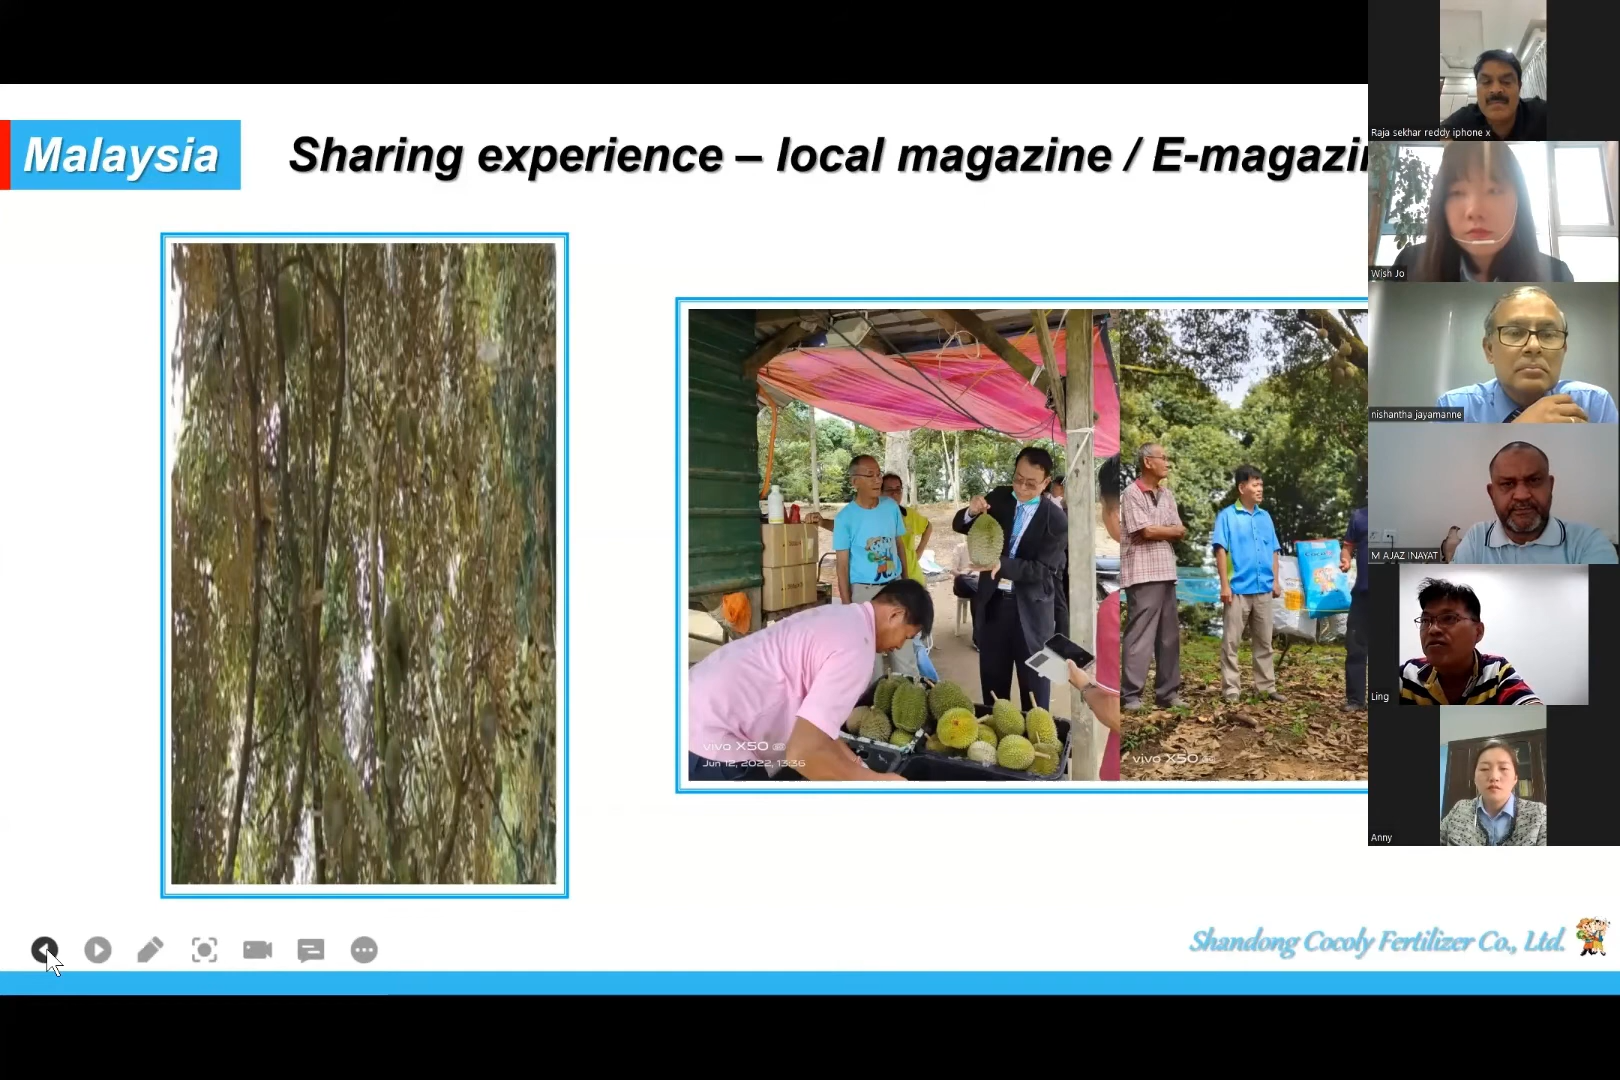 Malaysia
Sharing experience – local magazine / E-magazi
vivo X50
Jun 12, 2022, 13:36
vivo X50
Raja sekhar reddy iphone x
Wish Jo
nishantha jayamanne
M AJAZ INAYAT
Ling
Anny
Shandong Cocoly Fertilizer Co., Ltd.